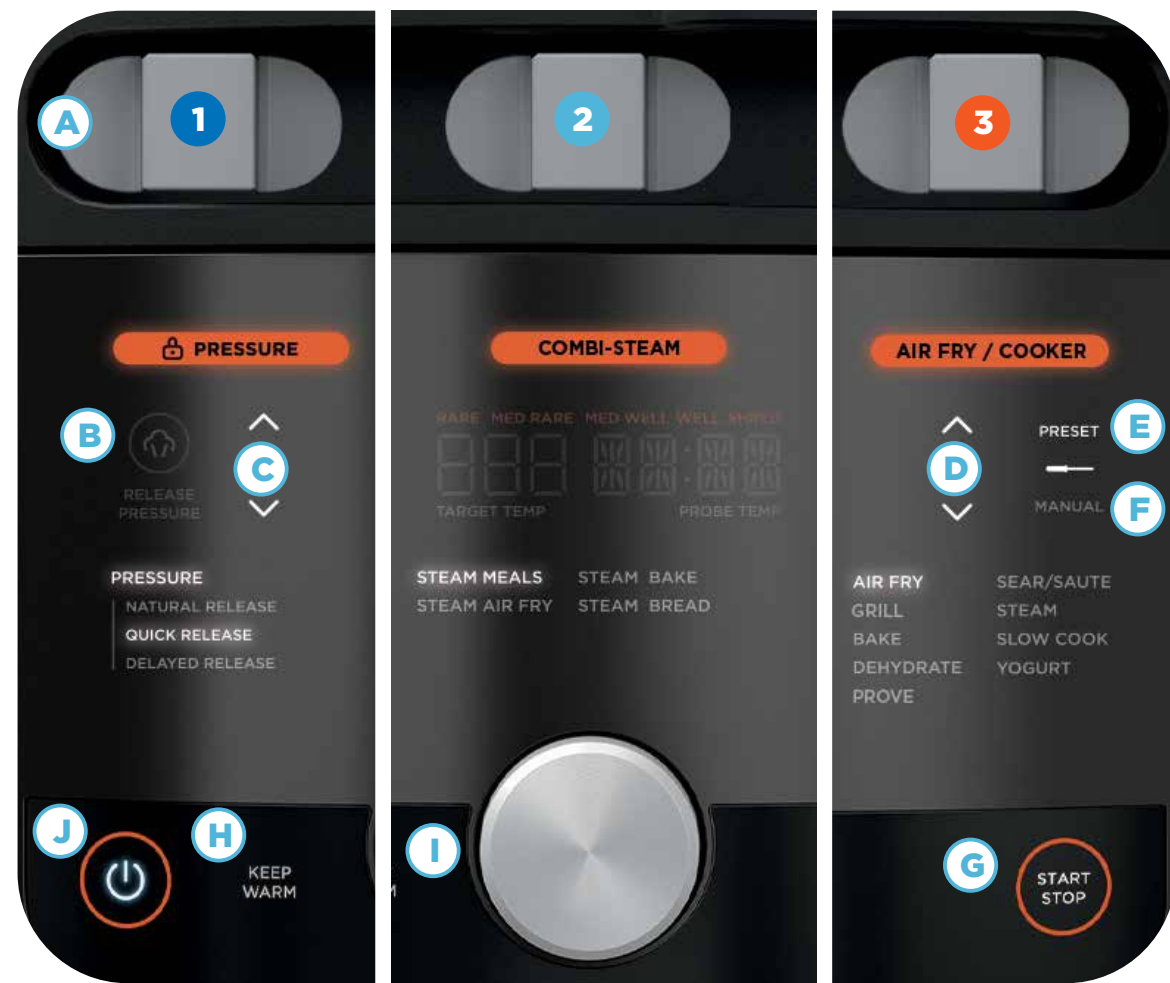 A
1
2
3
PRESSURE
COMBI-STEAM
AIR FRY / COOKER
B
RELEASE
PRESSURE
C
PRESSURE
NATURAL RELEASE
QUICK RELEASE
DELAYED RELEASE
RARE MED RARE MED WELL WELL SHRED
TARGET TEMP PROBE TEMP
STEAM MEALS STEAM BAKE
STEAM AIR FRY STEAM BREAD
D
PRESET E
MANUAL F
AIR FRY SEAR/SAUTE
GRILL STEAM
BAKE SLOW COOK
DEHYDRATE YOGURT
PROVE
J
H
KEEP
WARM
M
I
G
START
STOP